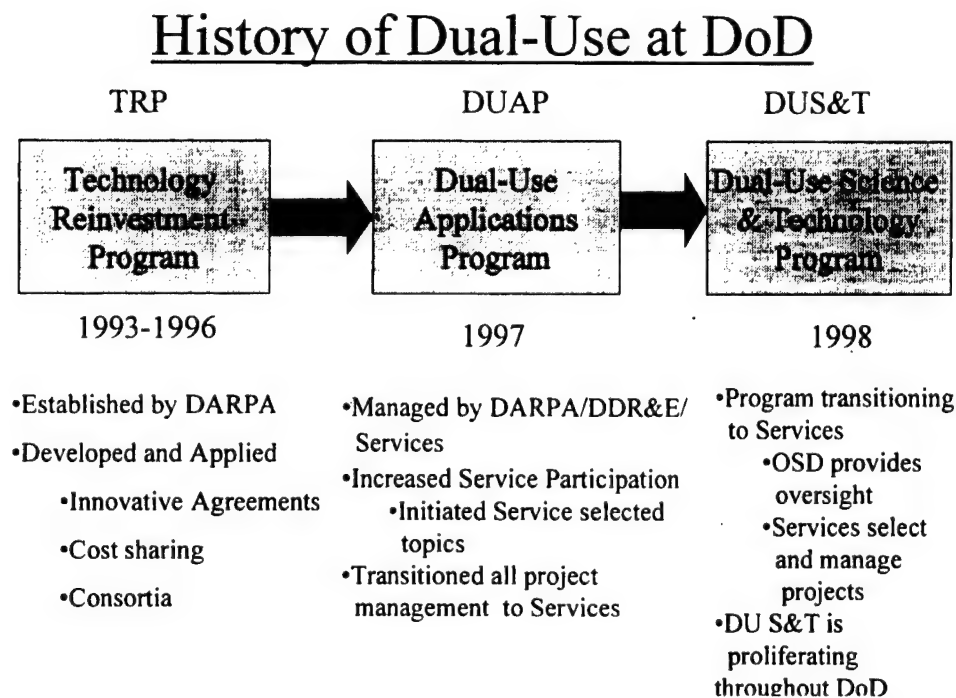 History of Dual-Use at DoD
TRP
Technology
Reinvestment
Program
1993-1996
•Established by DARPA
•Developed and Applied
•Innovative Agreements
•Cost sharing
•Consortia
DUAP
Dual-Use
Applications
Program
1997
•Managed by DARPA/DDR&E/
Services
•Increased Service Participation
•Initiated Service selected
topics
•Transitioned all project
management to Services
DUS&T
Dual-Use Science
& Technology
Program
1998
•Program transitioning
to Services
•OSD provides
oversight
•Services select
and manage
projects
•DU S&T is
proliferating
throughout DoD